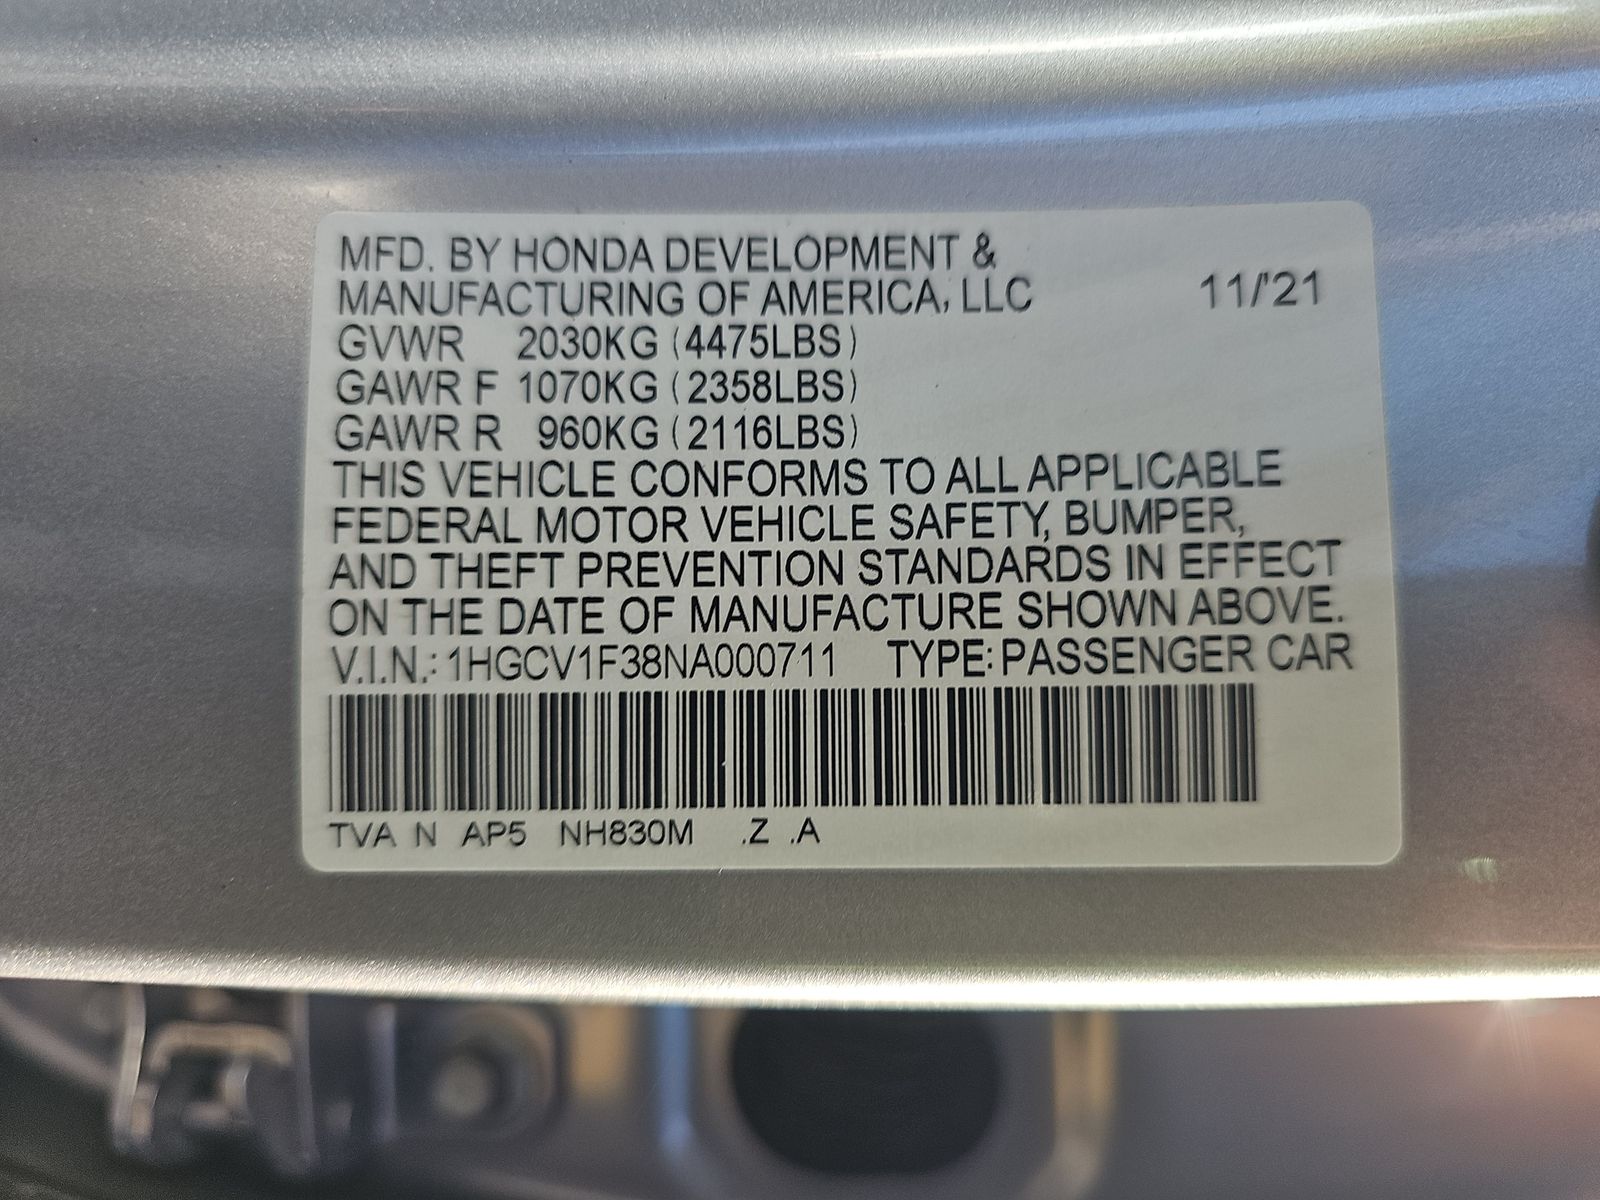 MFD. BY HONDA DEVELOPMENT &
MANUFACTURING OF AMERICA, LLC 11/'21
GVWR 2030KG (4475LBS)
GAWR F 1070KG (2358LBS)
GAWR R 960KG (2116LBS)
THIS VEHICLE CONFORMS TO ALL APPLICABLE
FEDERAL MOTOR VEHICLE SAFETY, BUMPER,
AND THEFT PREVENTION STANDARDS IN EFFECT
ON THE DATE OF MANUFACTURE SHOWN ABOVE.
V.I.N.: 1HGCV1F38NA000711 TYPE: PASSENGER CAR
TVA N AP5 NH830M .Z .A